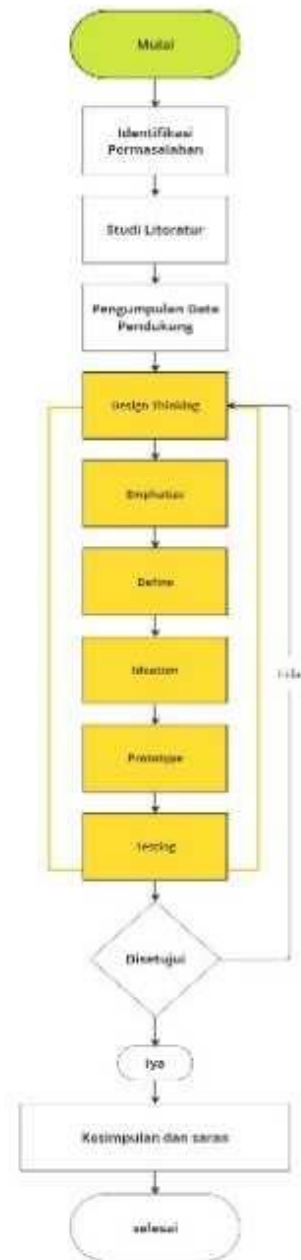 Mulai
Identifikasi
Permasalahan
Studi Literatur
Pengumpulan Data
Pendukung
Design Thinking
Emphatize
Define
Ideation
Prototype
Testing
Disetujui
Iya
Kesimpulan dan saran
selesai